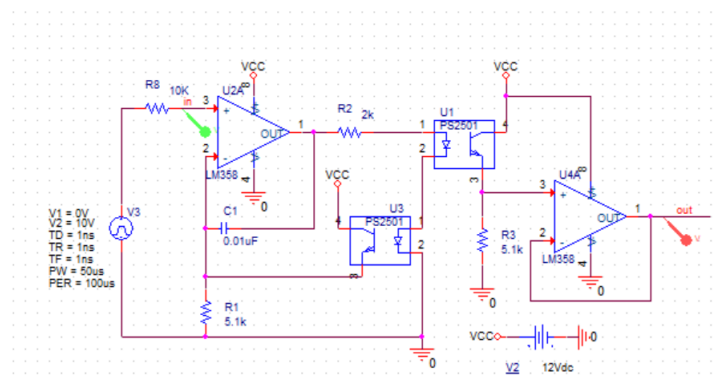 VCC
VCC
R8
10K
in
U2A
3
+
8
V+
OUT
1
2
-
4
V-
LM358
0
R2
2k
U1
PS2501
1
2
4
3
VCC
U3
PS2501
4
3
1
2
C1
0.01uF
V3
V1 = 0V
V2 = 10V
TD = 1ns
TR = 1ns
TF = 1ns
PW = 50us
PER = 100us
R1
5.1k
0
R3
5.1k
0
U4A
3
+
8
OUT
1
2
-
4
LM358
0
out
V
VCC
0
V2
12Vdc